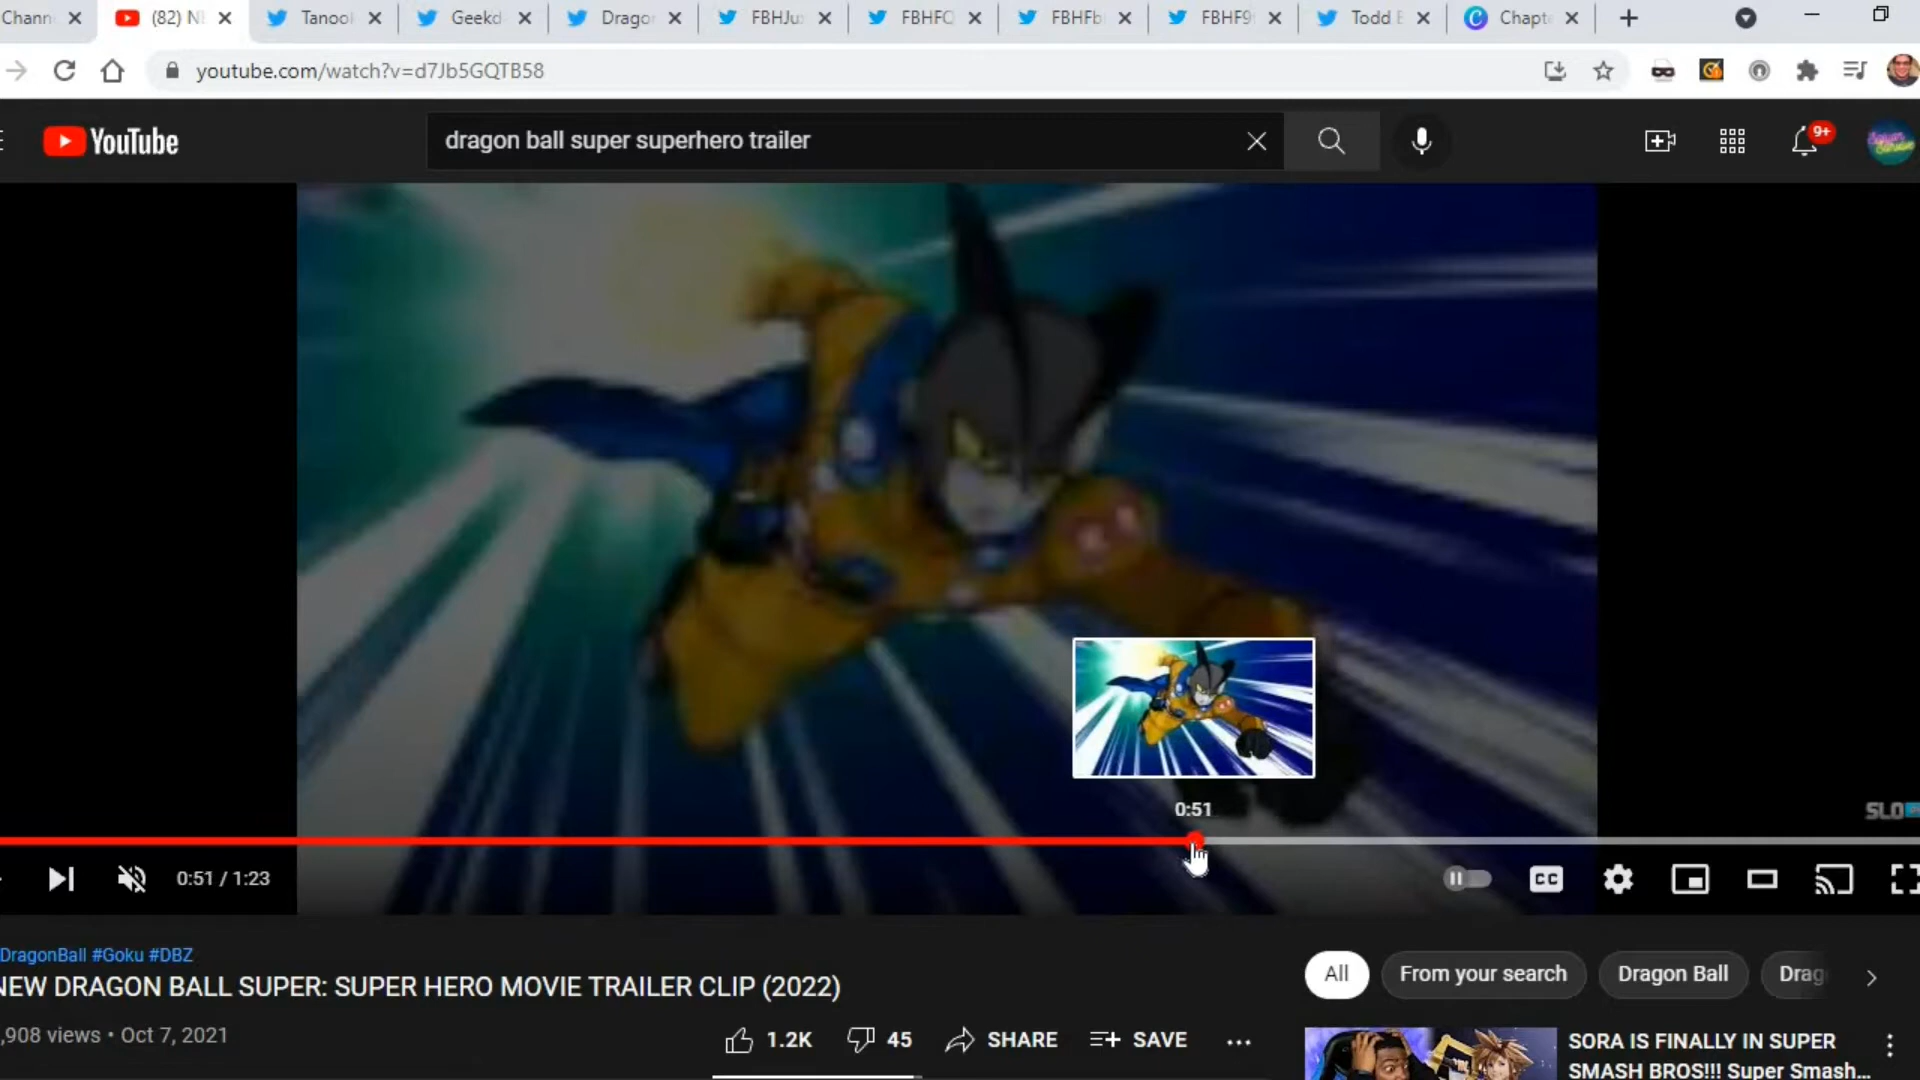 Chann
(82) N
Tanool
Geekd
Drago
FBHJu
FBHFC
FBHFb
FBHF9
Todd
Chapt
youtube.com/watch?v=d7Jb5GQTB58
YouTube
dragon ball super superhero trailer
9+
0:51
SLO
0:51 / 1:23
CC
DragonBall #Goku #DBZ
NEW DRAGON BALL SUPER: SUPER HERO MOVIE TRAILER CLIP (2022)
,908 views • Oct 7, 2021
1.2K
45
SHARE
SAVE
All
From your search
Dragon Ball
Drag
SORA IS FINALLY IN SUPER
SMASH BROS!!! Super Smash...